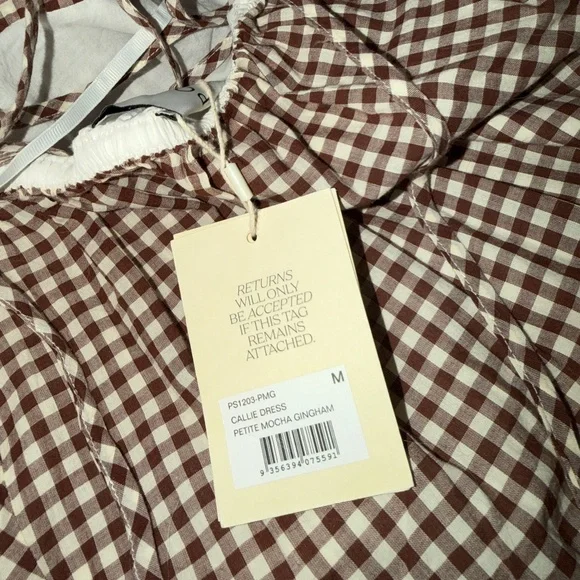 RETURNS
WILL ONLY
BE ACCEPTED
IF THIS TAG
REMAINS
ATTACHED.
M
PS1203-PMG
CALLIE DRESS
PETITE MOCHA GINGHAM
9 356394 075591